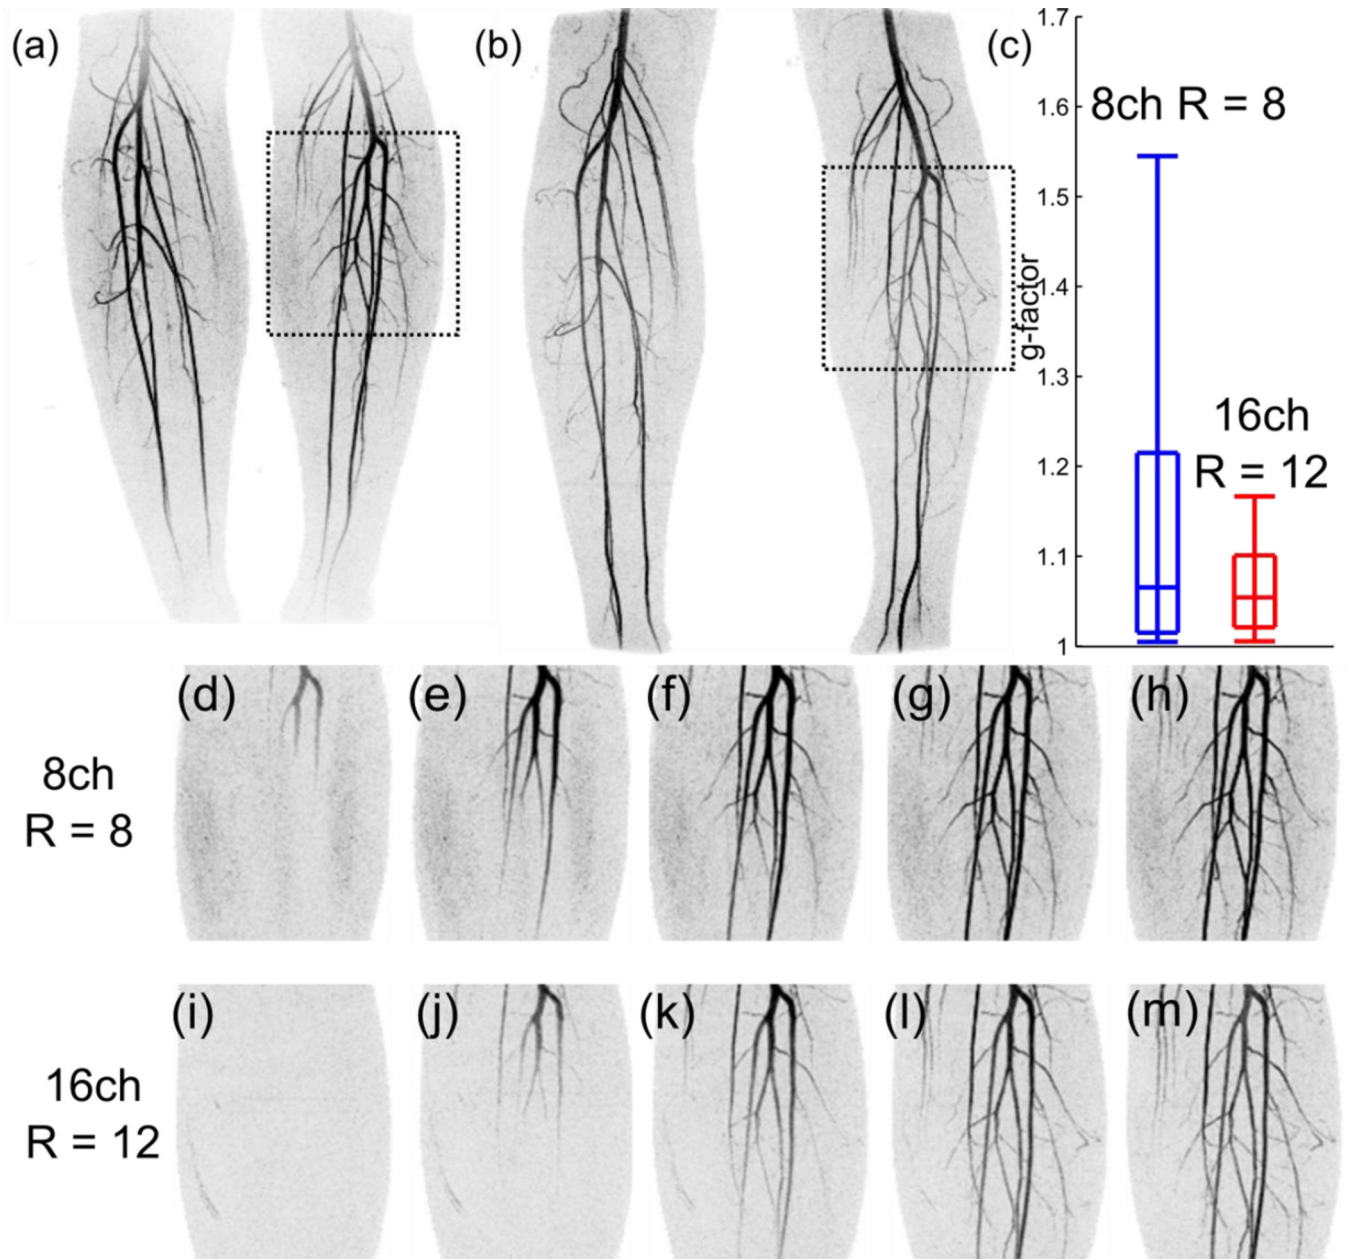 (a)
(b)
(c)
1.7
1.6
1.5
1.4
1.3
1.2
1.1
1
g-factor
8ch R = 8
16ch
R = 12
(d)
(e)
(f)
(g)
(h)
8ch
R = 8
(i)
(j)
(k)
(l)
(m)
16ch
R = 12